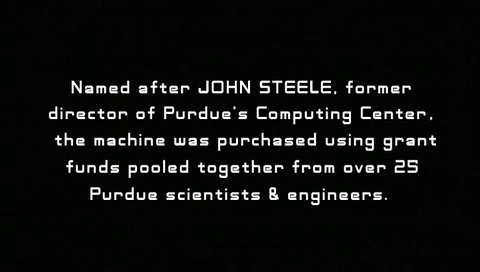 Named after JOHN STEELE, former
director of Purdue's Computing Center,
the machine was purchased using grant
funds pooled together from over 25
Purdue scientists & engineers.